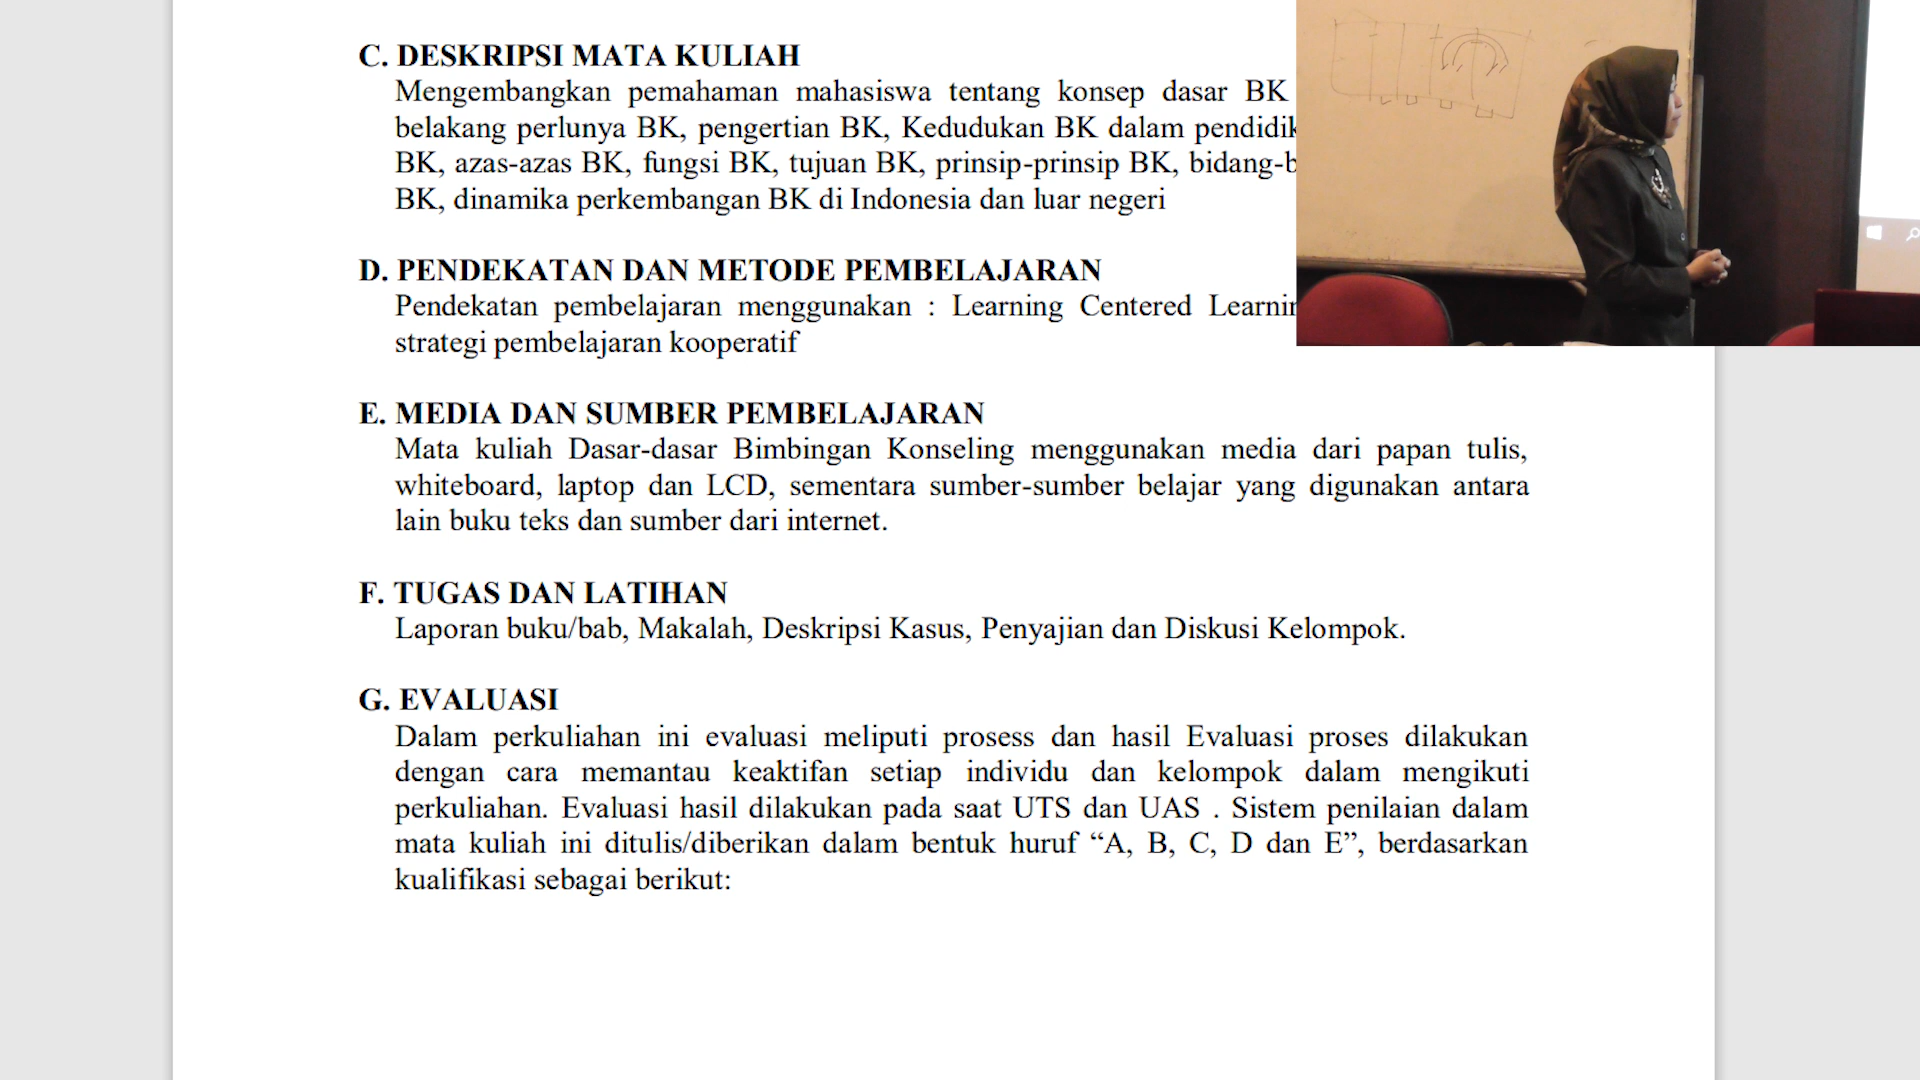 C. DESKRIPSI MATA KULIAH
Mengembangkan pemahaman mahasiswa tentang konsep dasar BK
belakang perlunya BK, pengertian BK, Kedudukan BK dalam
BK, azas-azas BK, fungsi BK, tujuan BK, prinsip-prinsip BK,
BK, dinamika perkembangan BK di Indonesia dan luar negeri
D. PENDEKATAN DAN METODE PEMBELAJARAN
Pendekatan pembelajaran menggunakan : Learning Centered
strategi pembelajaran kooperatif
E. MEDIA DAN SUMBER PEMBELAJARAN
Mata kuliah Dasar-dasar Bimbingan Konseling menggunakan media dari papan tulis,
whiteboard, laptop dan LCD, sementara sumber-sumber belajar yang digunakan antara
lain buku teks dan sumber dari internet.
F. TUGAS DAN LATIHAN
Laporan buku/bab, Makalah, Deskripsi Kasus, Penyajian dan Diskusi Kelompok.
G. EVALUASI
Dalam perkuliahan ini evaluasi meliputi prosess dan hasil Evaluasi proses dilakukan
dengan cara memantau keaktifan setiap individu dan kelompok dalam mengikuti
perkuliahan. Evaluasi hasil dilakukan pada saat UTS dan UAS . Sistem penilaian dalam
mata kuliah ini ditulis/diberikan dalam bentuk huruf “A, B, C, D dan E”, berdasarkan
kualifikasi sebagai berikut: